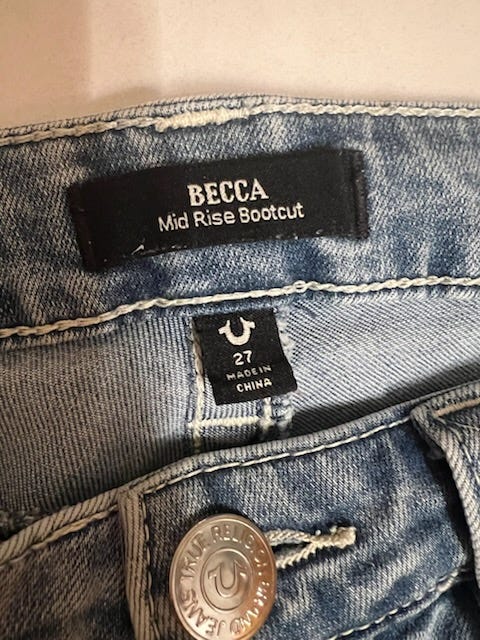 BECCA
Mid Rise Bootcut
27
MADE IN
CHINA
TRUE RELIGION BRAND JEANS